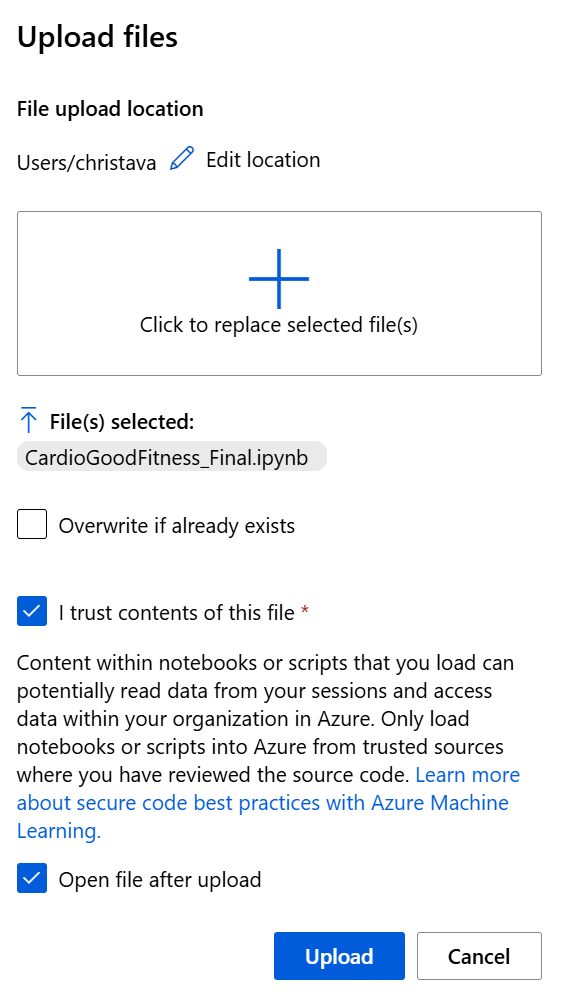 Upload files
File upload location
Users/christava Edit location
Click to replace selected file(s)
File(s) selected:
CardioGoodFitness_Final.ipynb
Overwrite if already exists
I trust contents of this file *
Content within notebooks or scripts that you load can
potentially read data from your sessions and access
data within your organization in Azure. Only load
notebooks or scripts into Azure from trusted sources
where you have reviewed the source code. Learn more
about secure code best practices with Azure Machine
Learning.
Open file after upload
Upload Cancel